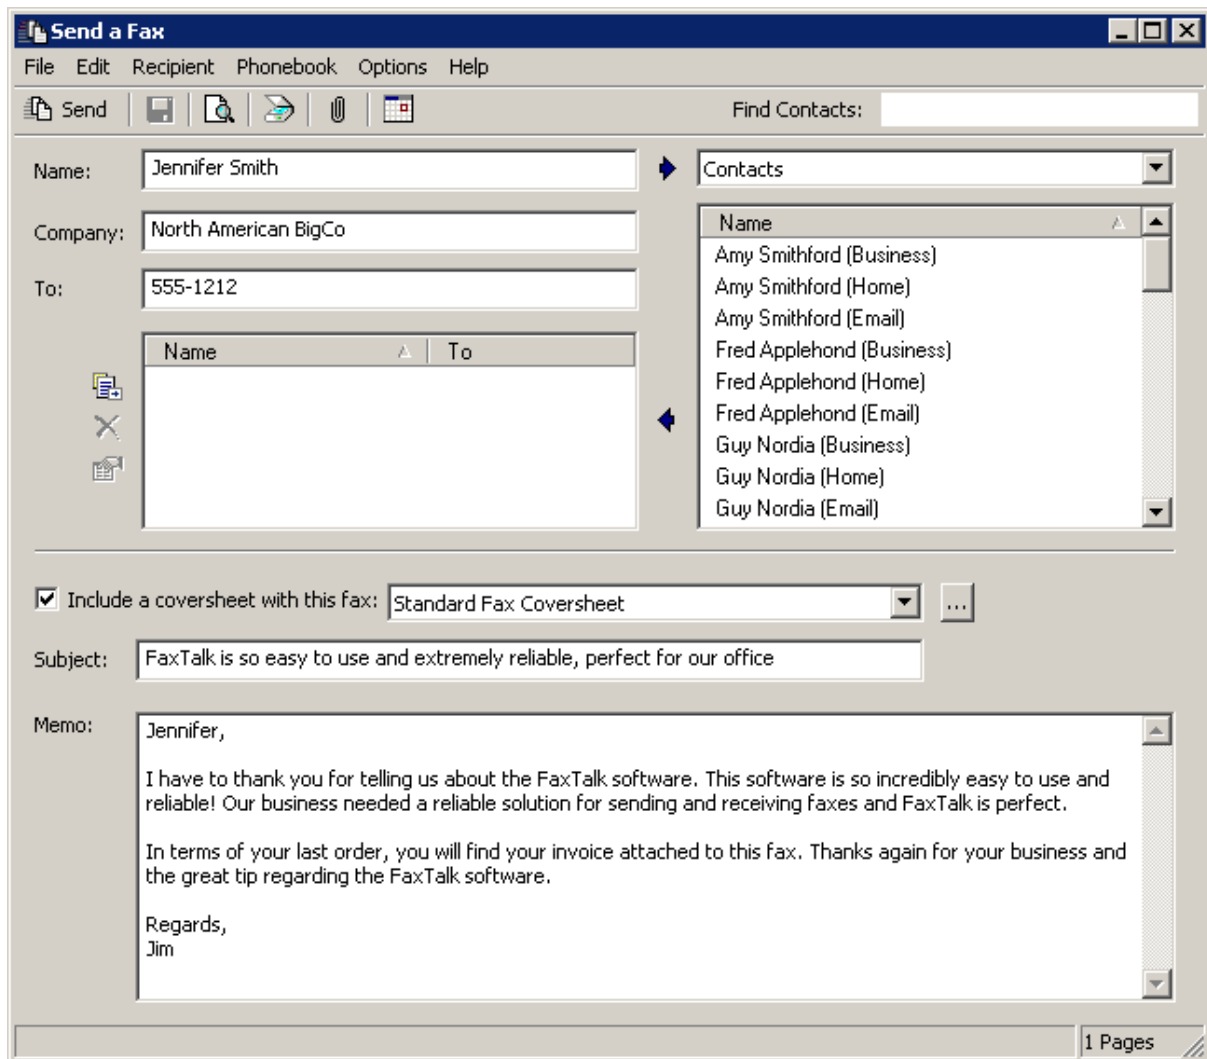 Send a Fax
File Edit Recipient Phonebook Options Help
Send
Find Contacts:
Name: Jennifer Smith
Company: North American BigCo
To: 555-1212
Name To
Contacts
Name
Amy Smithford (Business)
Amy Smithford (Home)
Amy Smithford (Email)
Fred Applehond (Business)
Fred Applehond (Home)
Fred Applehond (Email)
Guy Nordia (Business)
Guy Nordia (Home)
Guy Nordia (Email)
Include a coversheet with this fax: Standard Fax Coversheet ...
Subject: FaxTalk is so easy to use and extremely reliable, perfect for our office
Memo: Jennifer,
I have to thank you for telling us about the FaxTalk software. This software is so incredibly easy to use and
reliable! Our business needed a reliable solution for sending and receiving faxes and FaxTalk is perfect.
In terms of your last order, you will find your invoice attached to this fax. Thanks again for your business and
the great tip regarding the FaxTalk software.
Regards,
Jim
1 Pages